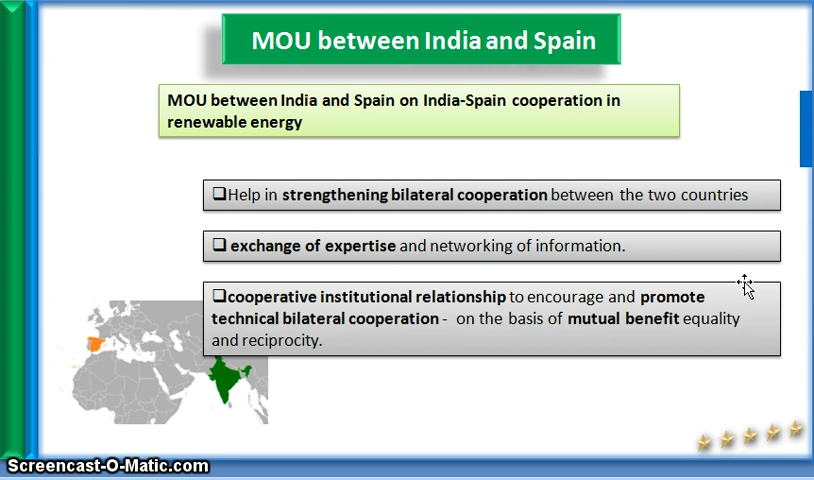 MOU between India and Spain
MOU between India and Spain on India-Spain cooperation in
renewable energy
Help in strengthening bilateral cooperation between the two countries
exchange of expertise and networking of information.
cooperative institutional relationship to encourage and promote
technical bilateral cooperation - on the basis of mutual benefit equality
and reciprocity.
Screencast-O-Matic.com